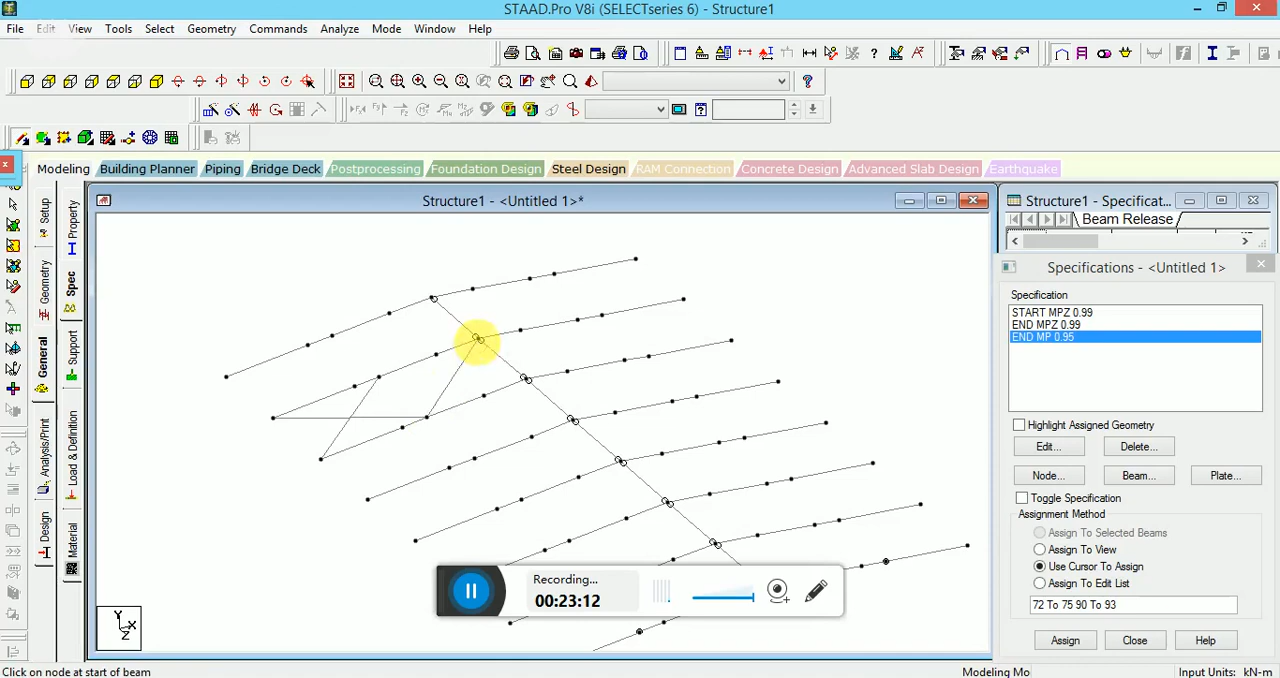 STAAD.Pro V8i (SELECTseries 6) - Structure1
File Edit View Tools Select Geometry Commands Analyze Mode Window Help
Modeling Building Planner Piping Bridge Deck Postprocessing Foundation Design Steel Design RAM Connection Concrete Design Advanced Slab Design Earthquake
Structure1 - <Untitled 1>*
Structure1 - Specificat...
Beam Release
Setup
Geometry
General
Analysis/Print
Design
Property
Spec
Support
Load & Definition
Material
Specifications - <Untitled 1>
Specification
START MPZ 0.99
END MPZ 0.99
END MP 0.95
Highlight Assigned Geometry
Edit... Delete...
Node... Beam... Plate...
Toggle Specification
Assignment Method
Assign To Selected Beams
Assign To View
Use Cursor To Assign
Assign To Edit List
72 To 75 90 To 93
Assign Close Help
Recording...
00:23:12
Y
X
Z
Click on node at start of beam
Modeling Mo
Input Units: kN-m